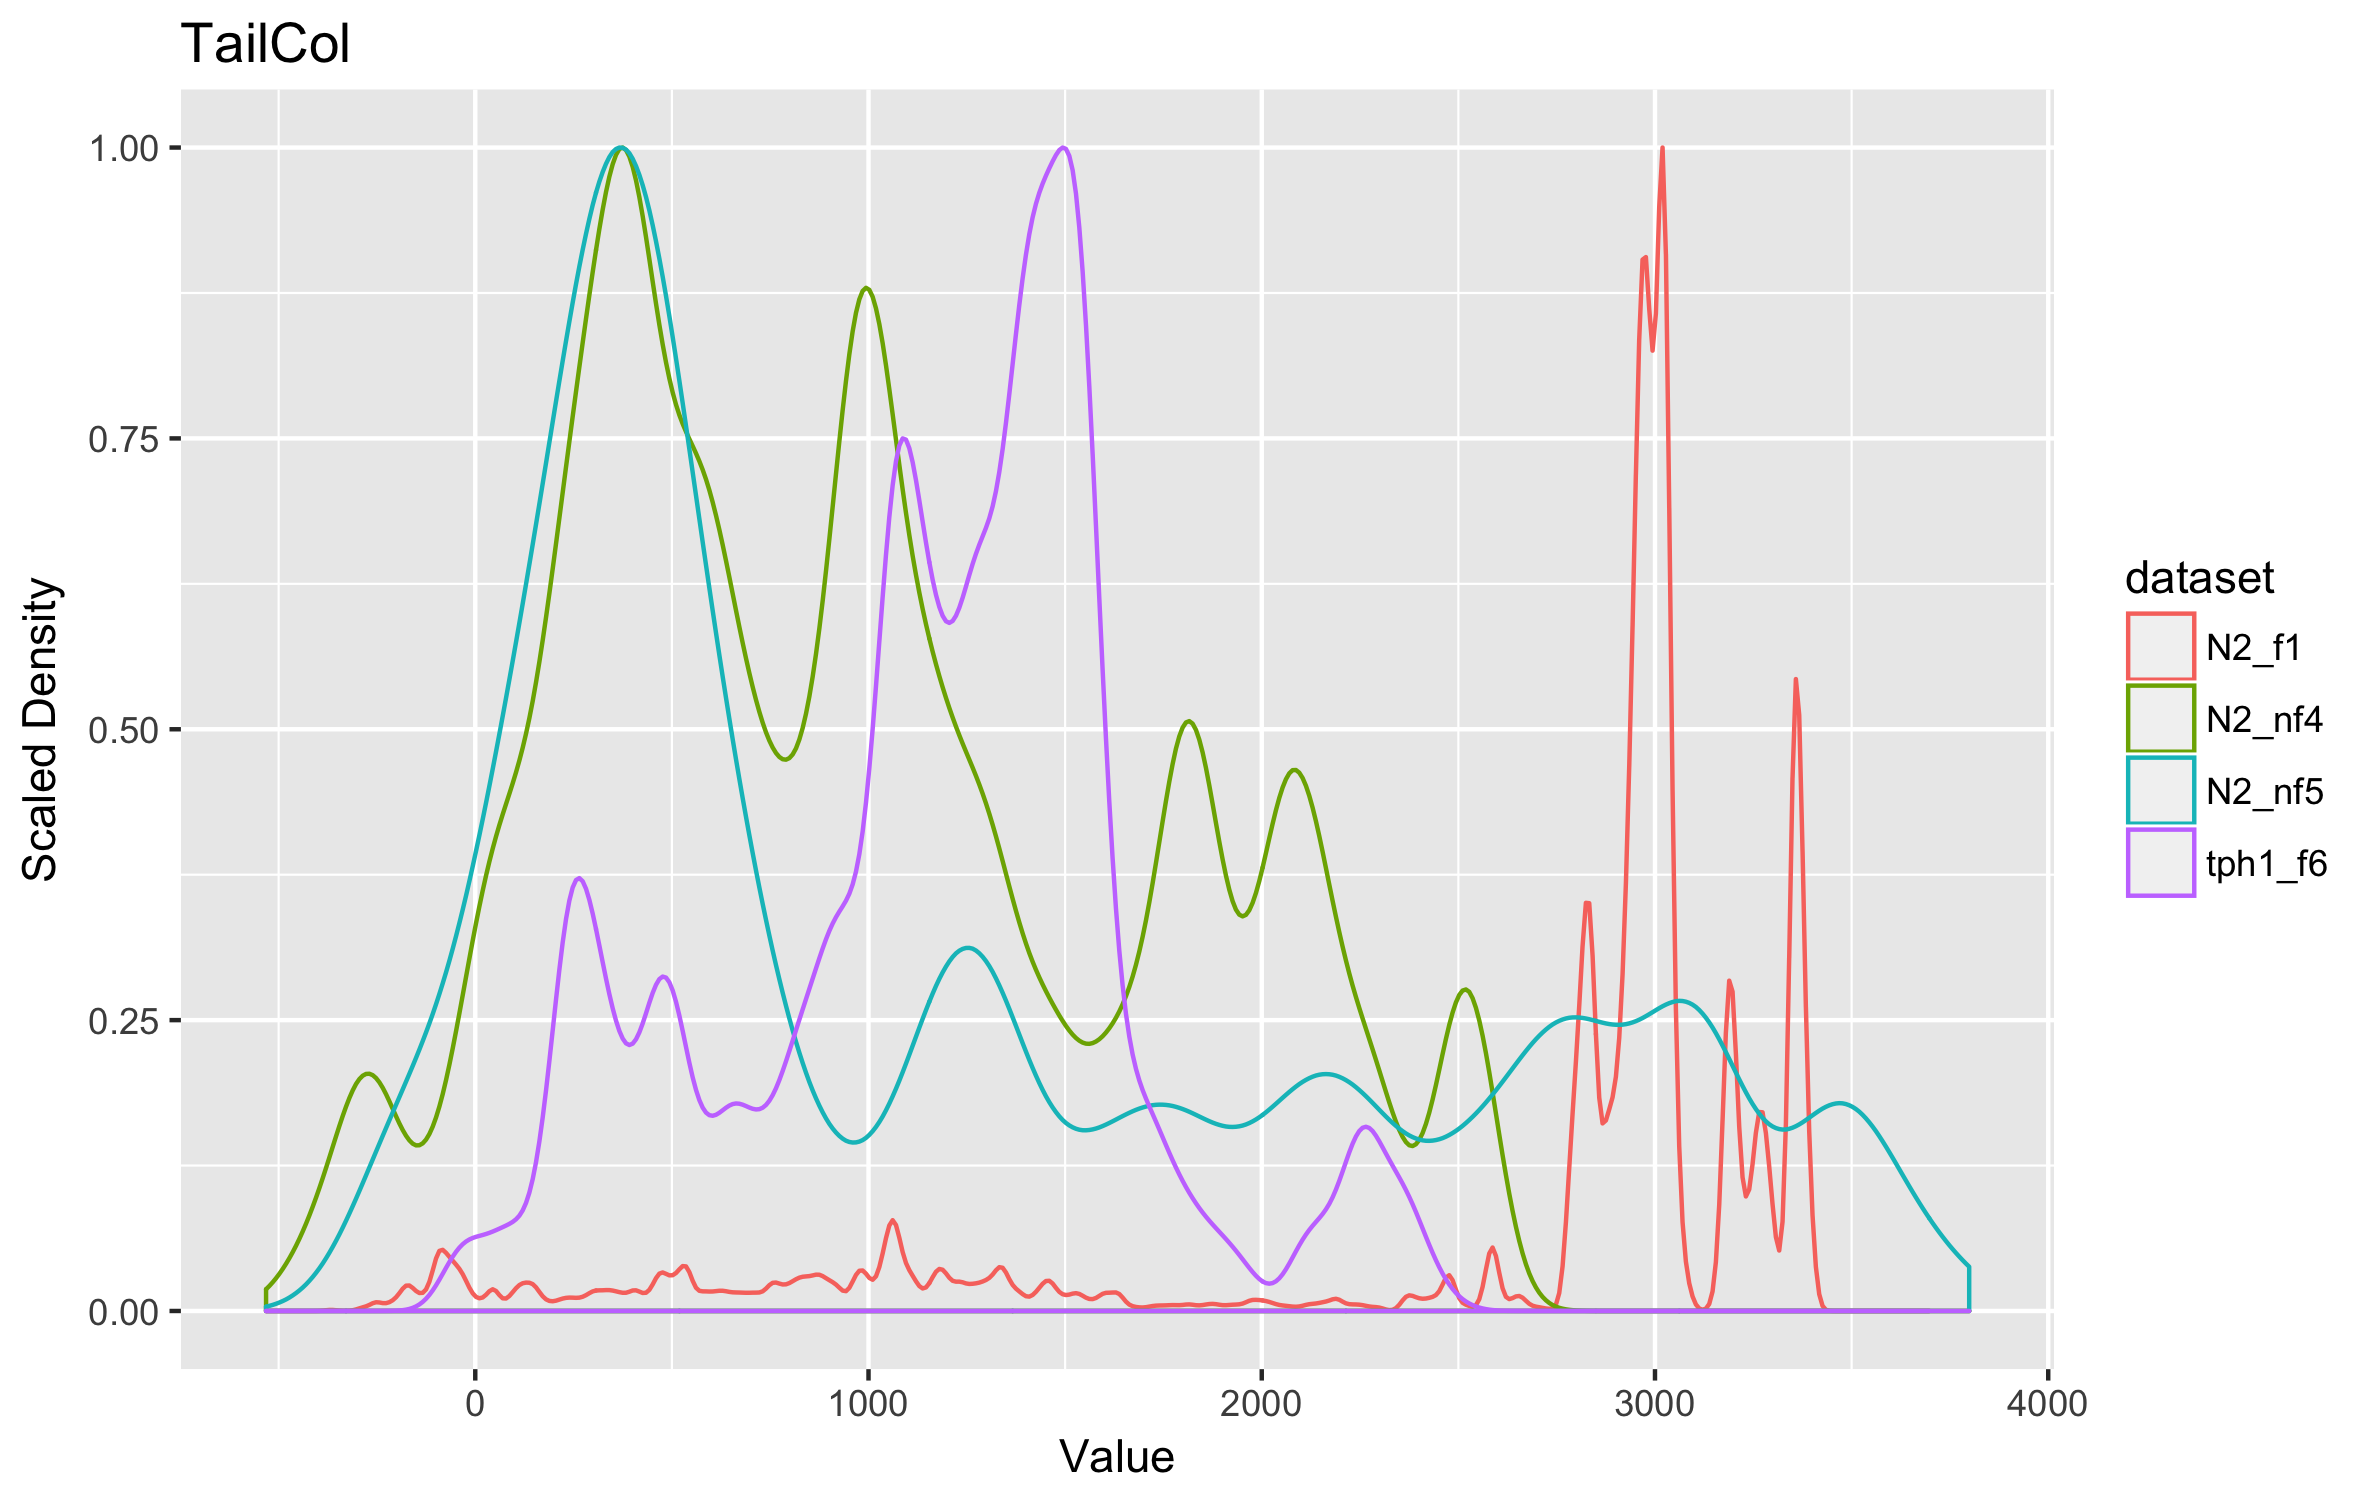 TailCol
1.00
0.75
0.50
0.25
0.00
Scaled Density
0 1000 2000 3000 4000
Value
dataset
N2_f1
N2_nf4
N2_nf5
tph1_f6